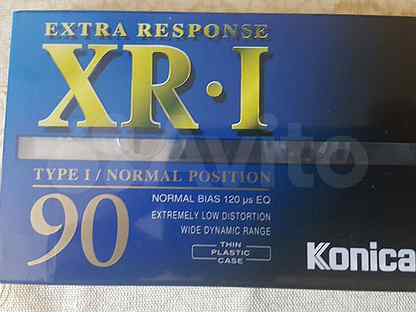 EXTRA RESPONSE
XR·I
Avito
TYPE I / NORMAL POSITION
90
NORMAL BIAS 120 µs EQ
EXTREMELY LOW DISTORTION
WIDE DYNAMIC RANGE
THIN
PLASTIC
CASE
Konica